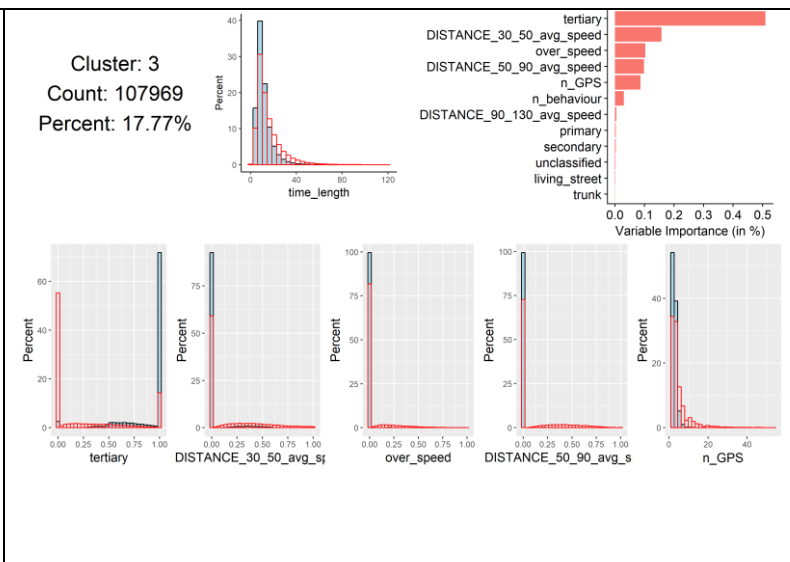 Cluster: 3
Count: 107969
Percent: 17.77%
Percent
40
30
20
10
0
0 40 80 120
time_length
tertiary
DISTANCE_30_50_avg_speed
over_speed
DISTANCE_50_90_avg_speed
n_GPS
n_behaviour
DISTANCE_90_130_avg_speed
primary
secondary
unclassified
living_street
trunk
0.0 0.1 0.2 0.3 0.4 0.5
Variable Importance (in %)
Percent
60
40
20
0
0.00 0.25 0.50 0.75 1.00
tertiary
Percent
75
50
25
0
0.00 0.25 0.50 0.75 1.00
DISTANCE_30_50_avg_sp
Percent
100
75
50
25
0
0.00 0.25 0.50 0.75 1.00
over_speed
Percent
100
75
50
25
0
0.00 0.25 0.50 0.75 1.00
DISTANCE_50_90_avg_s
Percent
40
20
0
0 20 40
n_GPS